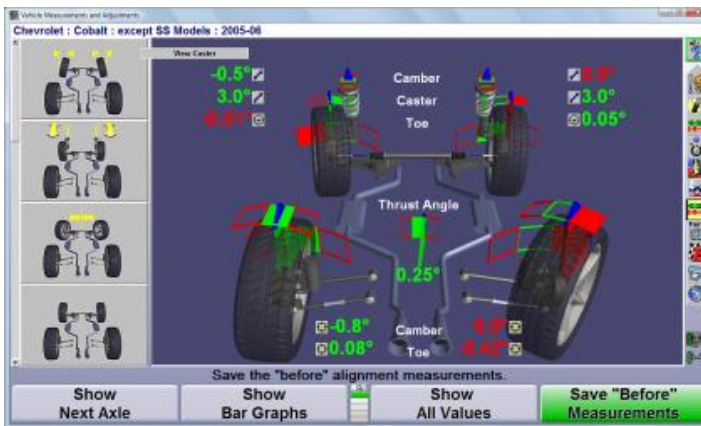 Vehicle Measurements and Adjustments
Chevrolet : Cobalt : except SS Models : 2005-06
View Caster
-0.5° Camber
3.0° Caster 3.0°
Toe 0.05°
Thrust Angle
0.25°
-0.8° Camber
0.08° Toe
Save the "before" alignment measurements.
Show Next Axle
Show Bar Graphs
Show All Values
Save "Before" Measurements